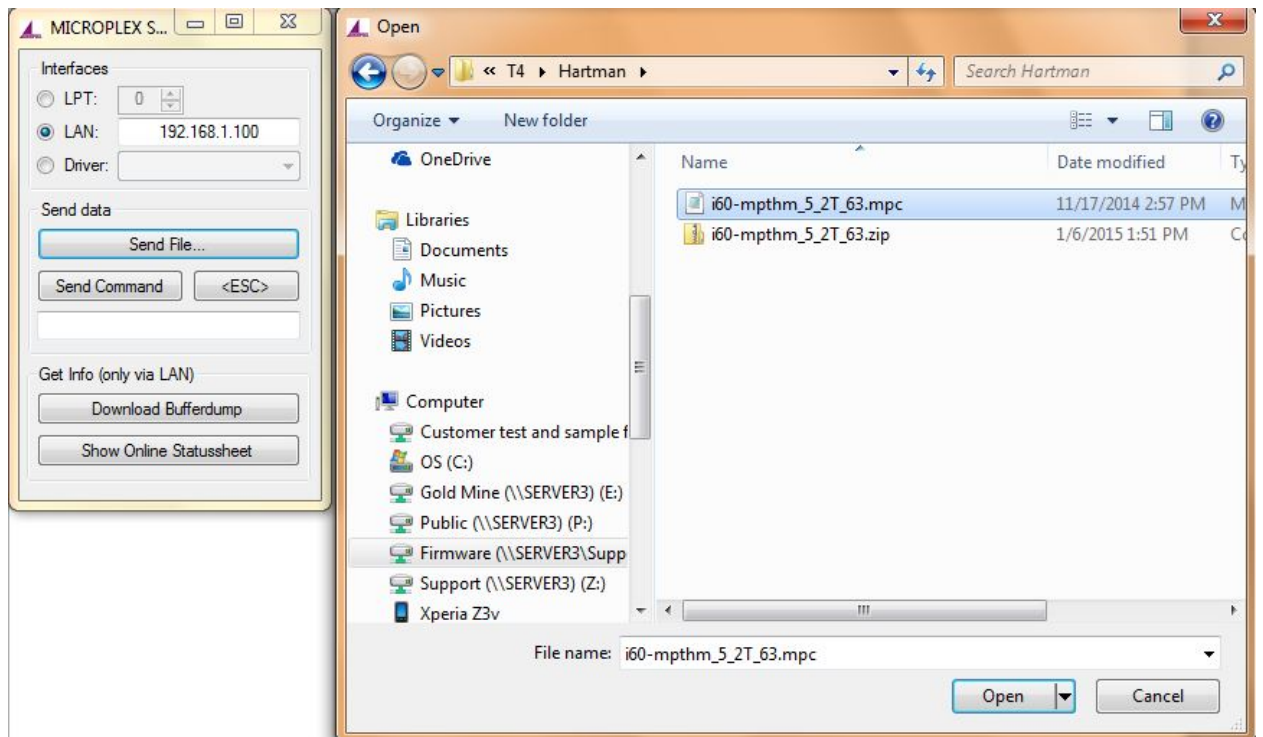 MICROPLEX S...
Interfaces
LPT: 0
LAN: 192.168.1.100
Driver:
Send data
Send File...
Send Command <ESC>
Get Info (only via LAN)
Download Bufferdump
Show Online Statussheet
Open
« T4 Hartman
Search Hartman
Organize New folder
OneDrive
Libraries
Documents
Music
Pictures
Videos
Computer
Customer test and sample f
OS (C:)
Gold Mine (\\SERVER3) (E:)
Public (\\SERVER3) (P:)
Firmware (\\SERVER3\Supp
Support (\\SERVER3) (Z:)
Xperia Z3v
Name Date modified Ty
i60-mpthm_5_2T_63.mpc 11/17/2014 2:57 PM M
i60-mpthm_5_2T_63.zip 1/6/2015 1:51 PM Co
File name: i60-mpthm_5_2T_63.mpc
Open Cancel